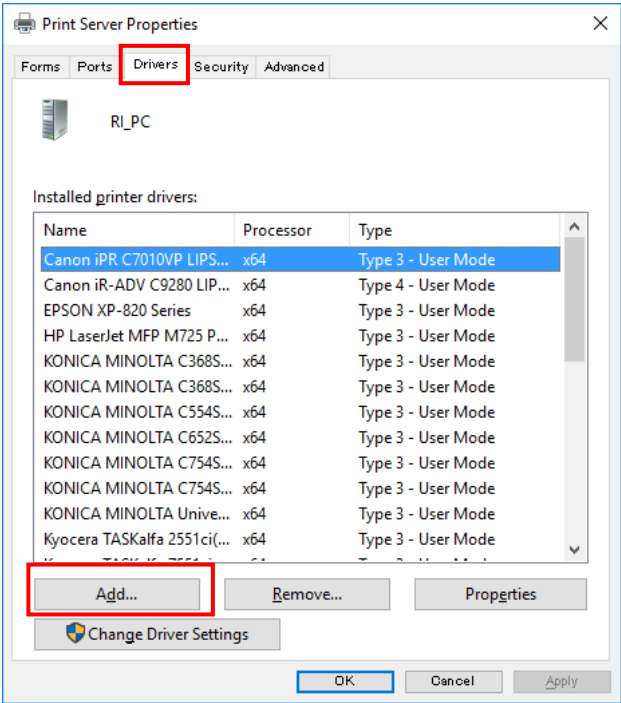 Print Server Properties
Forms Ports Drivers Security Advanced
RI_PC
Installed printer drivers:
Name Processor Type
Canon iPR C7010VP LIPS... x64 Type 3 - User Mode
Canon iR-ADV C9280 LIP... x64 Type 4 - User Mode
EPSON XP-820 Series x64 Type 3 - User Mode
HP LaserJet MFP M725 P... x64 Type 3 - User Mode
KONICA MINOLTA C368S... x64 Type 3 - User Mode
KONICA MINOLTA C368S... x64 Type 3 - User Mode
KONICA MINOLTA C554S... x64 Type 3 - User Mode
KONICA MINOLTA C652S... x64 Type 3 - User Mode
KONICA MINOLTA C754S... x64 Type 3 - User Mode
KONICA MINOLTA C754S... x64 Type 3 - User Mode
KONICA MINOLTA Unive... x64 Type 3 - User Mode
Kyocera TASKalfa 2551ci(... x64 Type 3 - User Mode
Add... Remove... Properties
Change Driver Settings
OK Cancel Apply